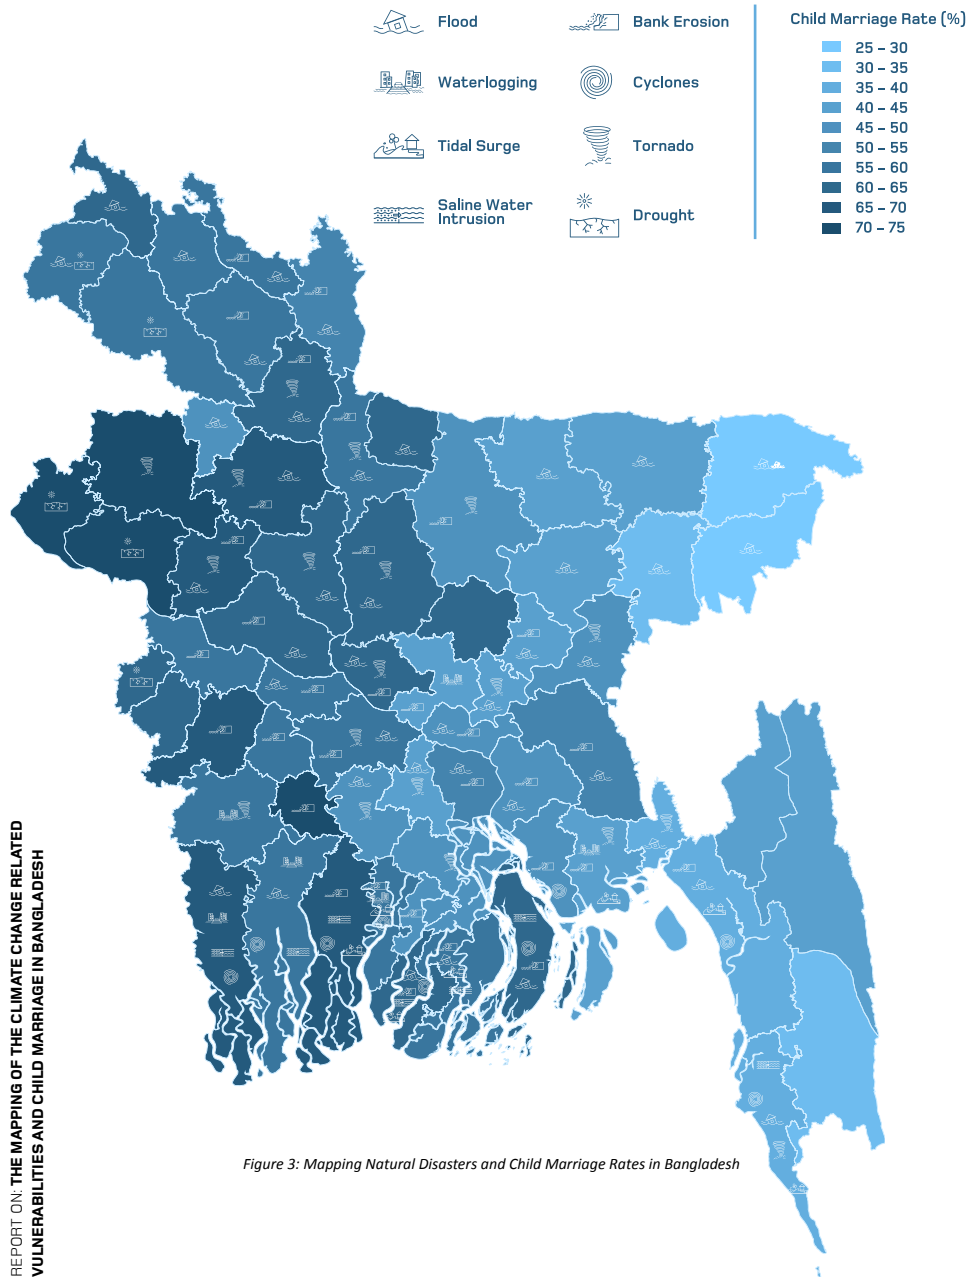 Flood
Bank Erosion
Waterlogging
Cyclones
Tidal Surge
Tornado
Saline Water
Intrusion
Drought
Child Marriage Rate (%)
25 – 30
30 – 35
35 – 40
40 – 45
45 – 50
50 – 55
55 – 60
60 – 65
65 – 70
70 – 75
Figure 3: Mapping Natural Disasters and Child Marriage Rates in Bangladesh
REPORT ON: THE MAPPING OF THE CLIMATE CHANGE RELATED
VULNERABILITIES AND CHILD MARRIAGE IN BANGLADESH